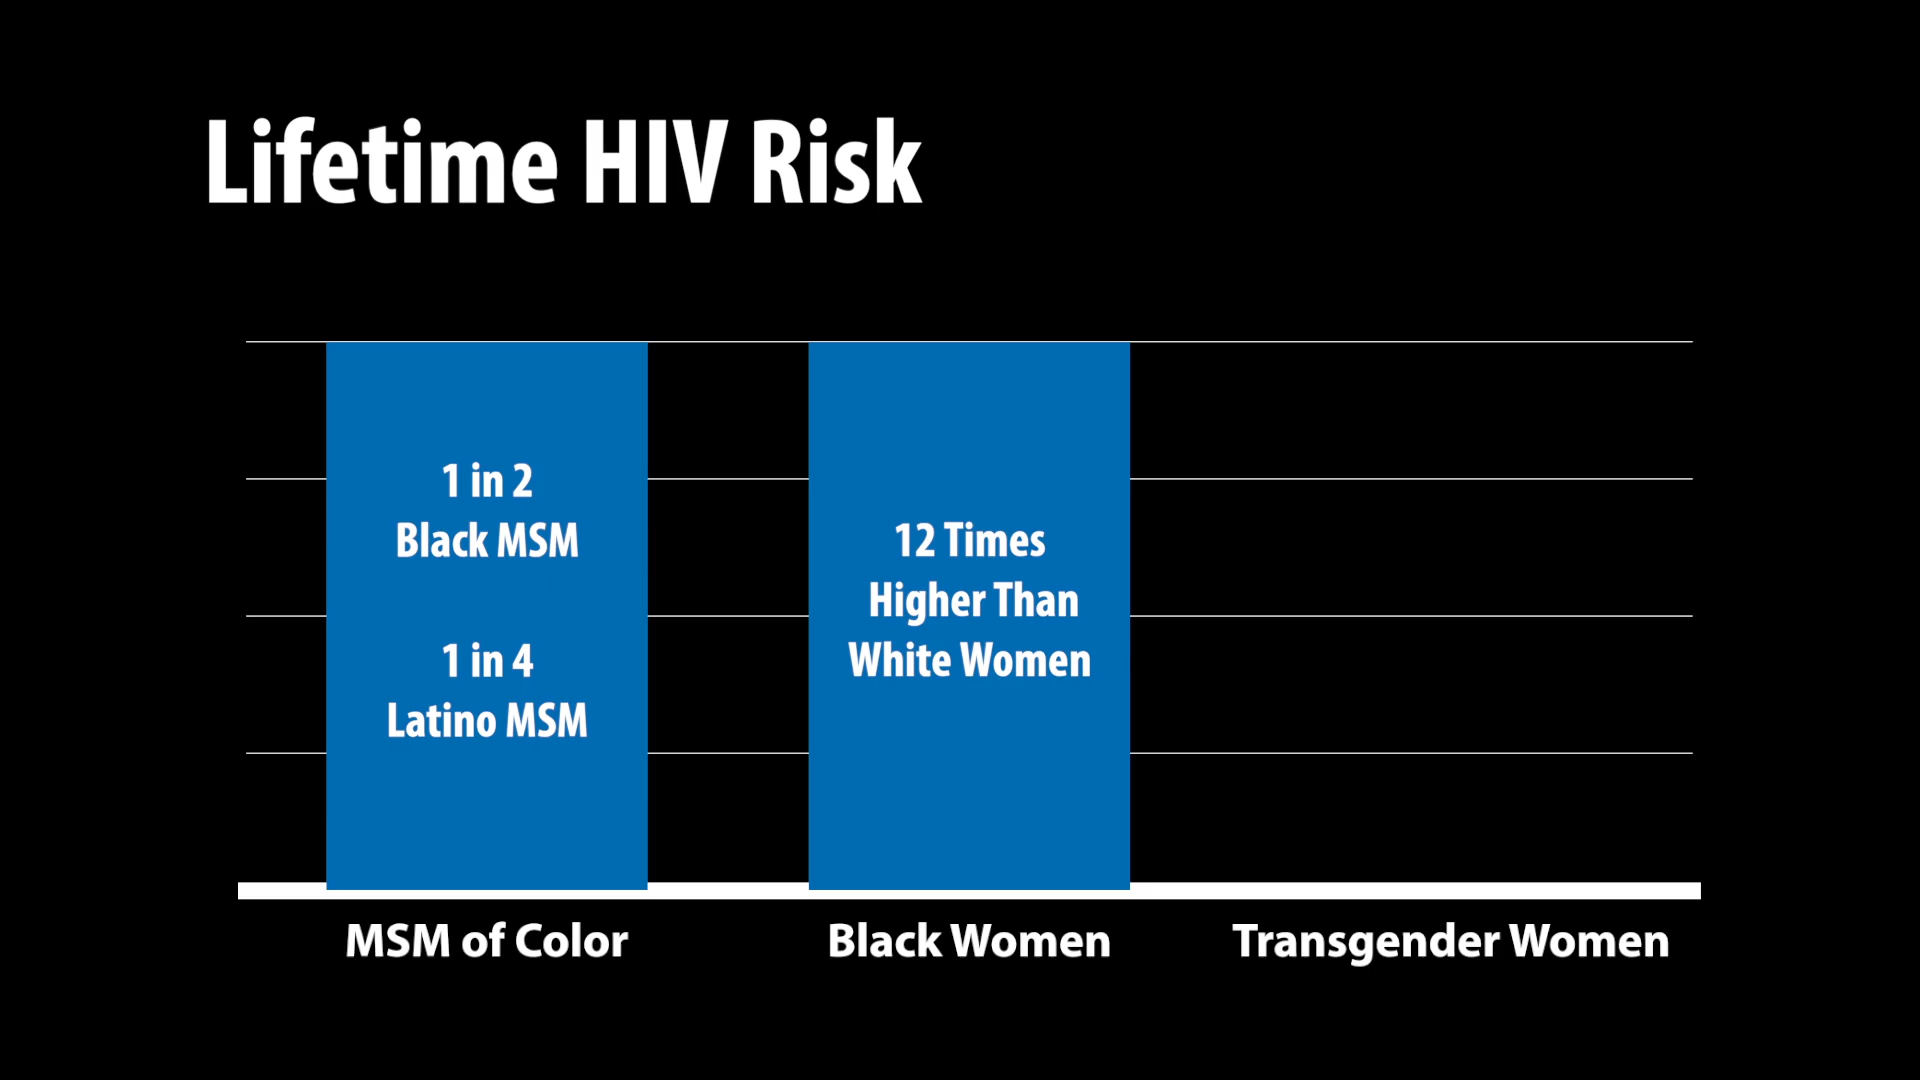 Lifetime HIV Risk
1 in 2
Black MSM
1 in 4
Latino MSM
12 Times
Higher Than
White Women
MSM of Color
Black Women
Transgender Women